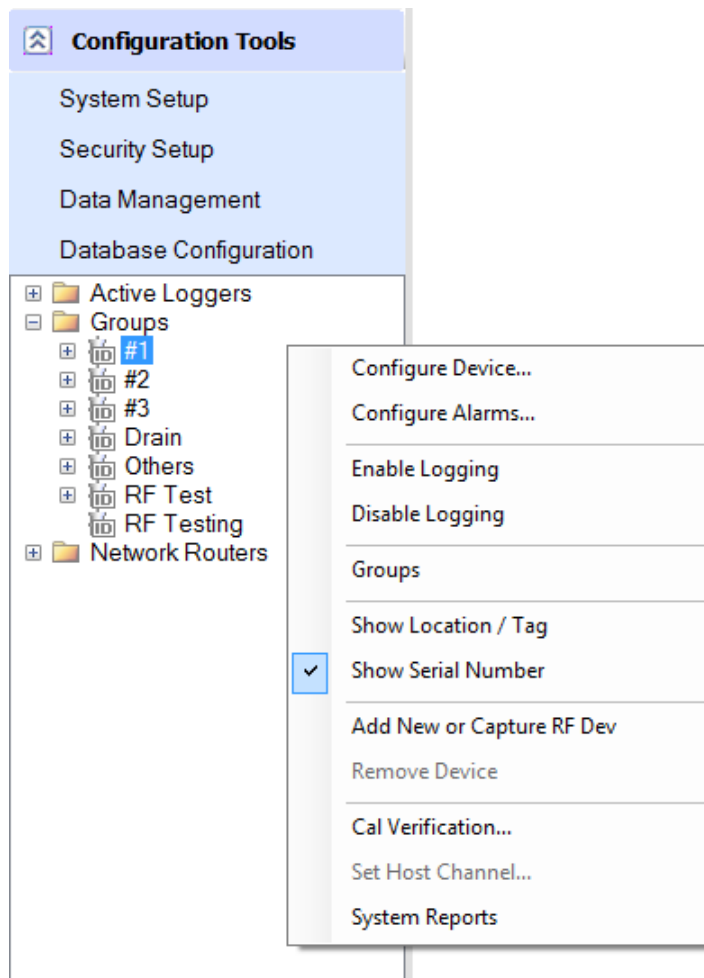 Configuration Tools
System Setup
Security Setup
Data Management
Database Configuration
Active Loggers
Groups
#1
#2
#3
Drain
Others
RF Test
RF Testing
Network Routers
Configure Device...
Configure Alarms...
Enable Logging
Disable Logging
Groups
Show Location / Tag
Show Serial Number
Add New or Capture RF Dev
Remove Device
Cal Verification...
Set Host Channel...
System Reports